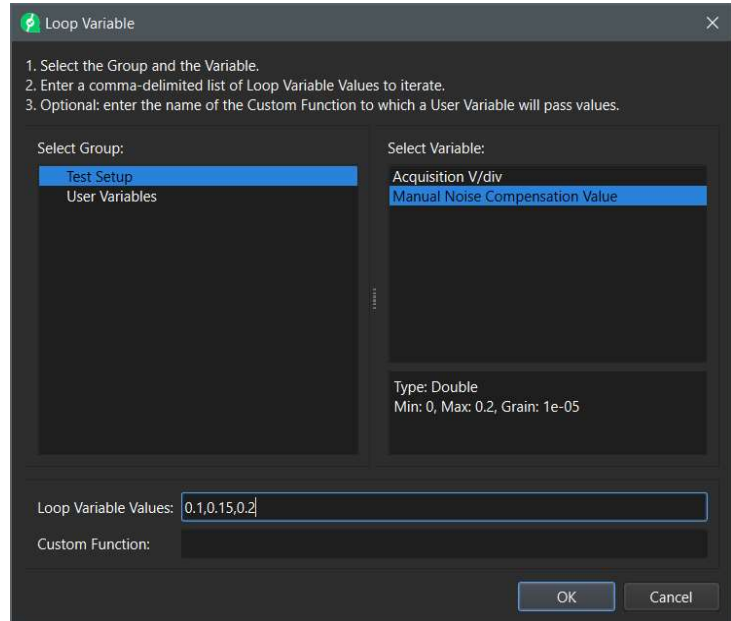 Loop Variable
1. Select the Group and the Variable.
2. Enter a comma-delimited list of Loop Variable Values to iterate.
3. Optional: enter the name of the Custom Function to which a User Variable will pass values.
Select Group:
Test Setup
User Variables
Select Variable:
Acquisition V/div
Manual Noise Compensation Value
Type: Double
Min: 0, Max: 0.2, Grain: 1e-05
Loop Variable Values: 0.1,0.15,0.2
Custom Function:
OK Cancel